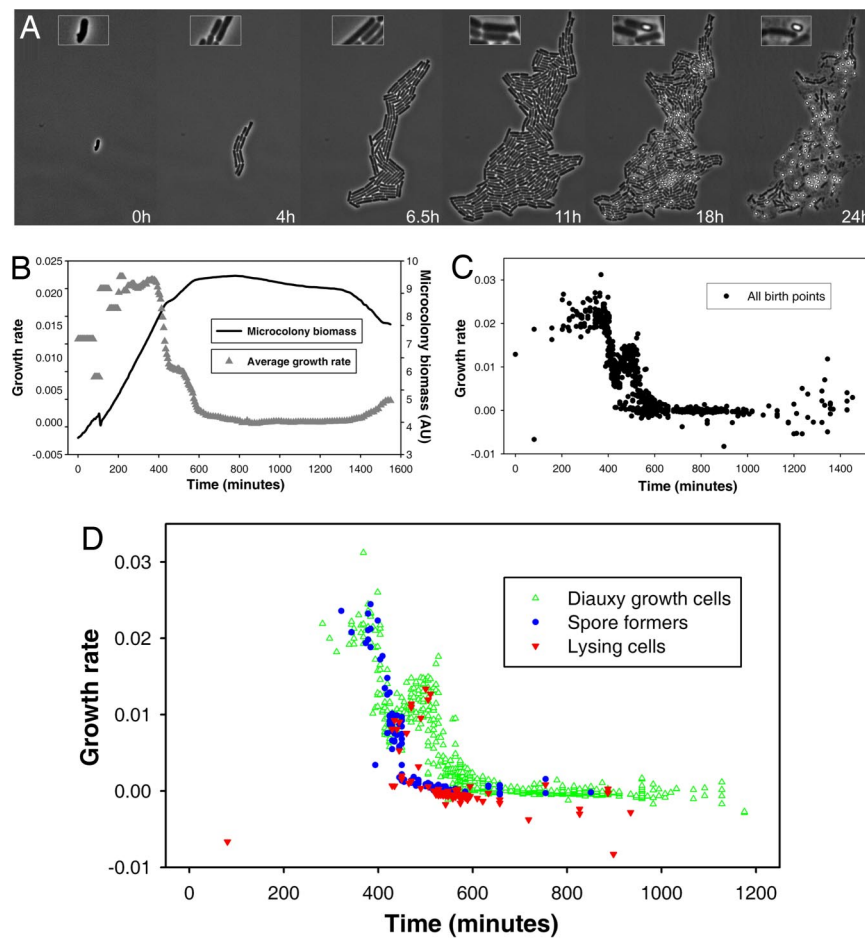 A
0h
4h
6.5h
11h
18h
24h
B
Growth rate
0.025
0.020
0.015
0.010
0.005
0.000
-0.005
Microcolony biomass
Average growth rate
10
9
8
7
6
5
4
3
Microcolony biomass (AU)
0 200 400 600 800 1000 1200 1400 1600
Time (minutes)
C
Growth rate
0.03
0.02
0.01
0.00
-0.01
All birth points
0 200 400 600 800 1000 1200 1400
Time (minutes)
D
Growth rate
0.03
0.02
0.01
0.00
-0.01
Diauxy growth cells
Spore formers
Lysing cells
0 200 400 600 800 1000 1200
Time (minutes)